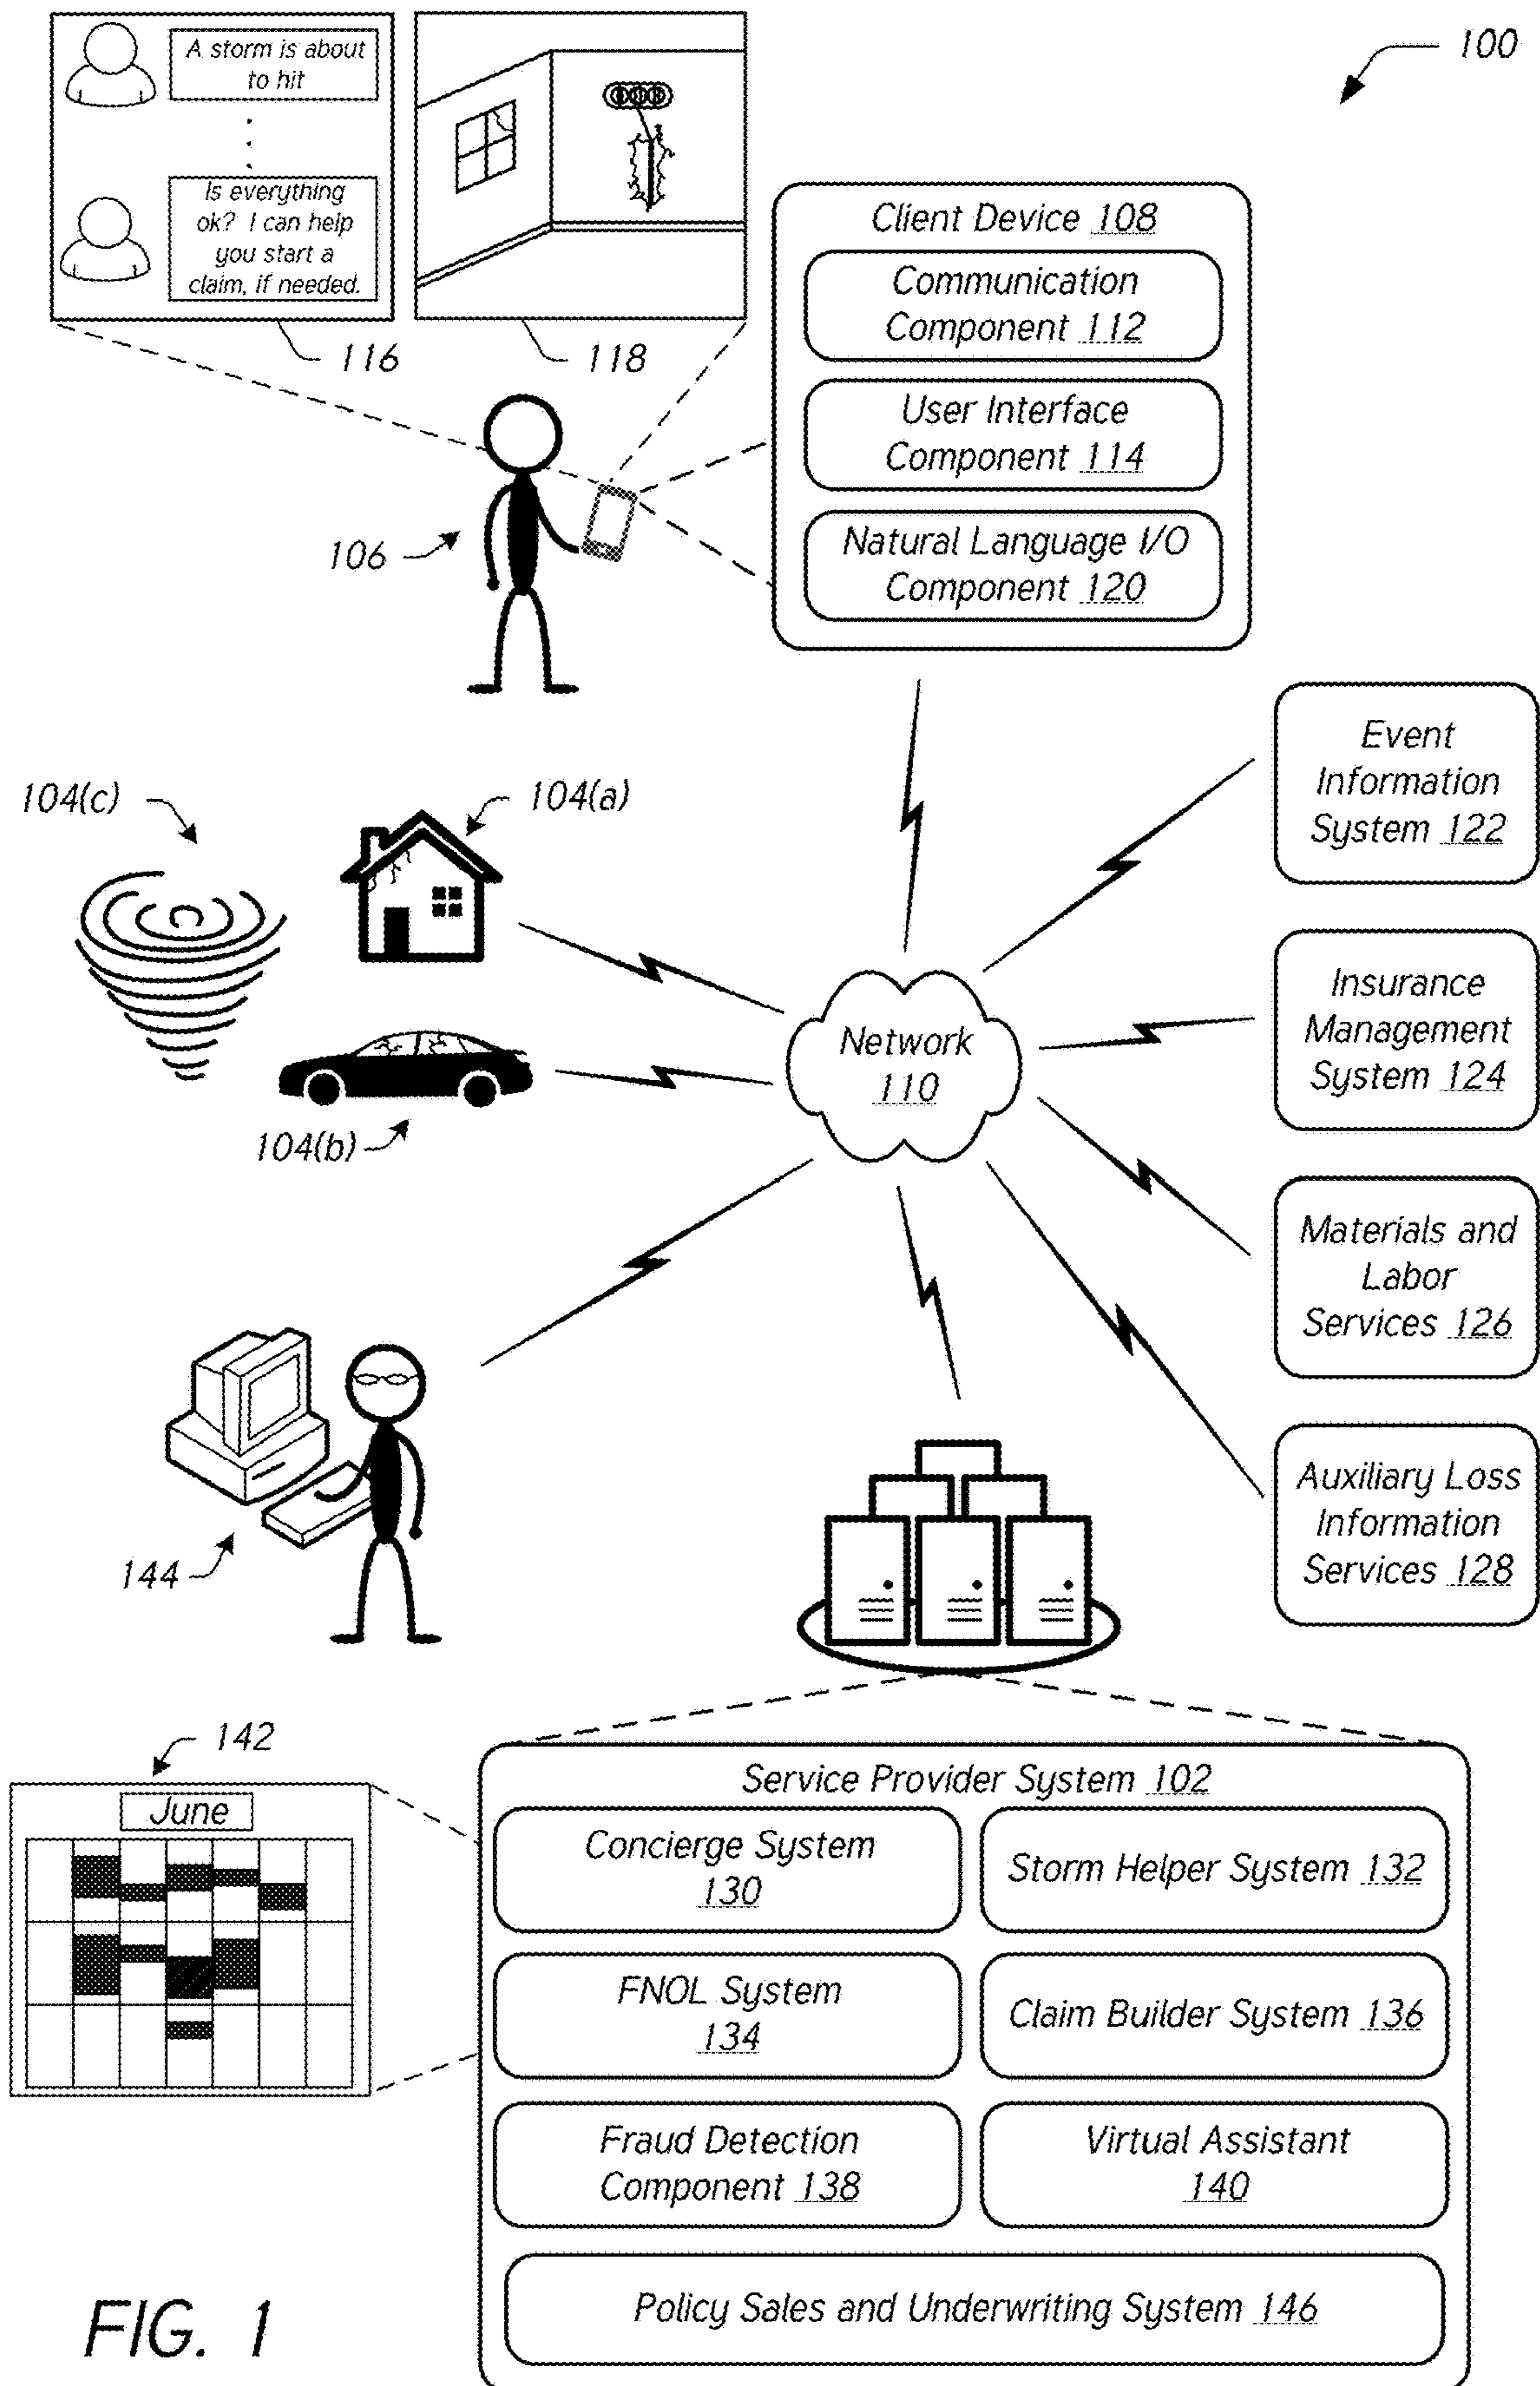 A storm is about
to hit
Is everything
ok? I can help
you start a
claim, if needed.
116
118
100
Client Device 108
Communication
Component 112
User Interface
Component 114
Natural Language I/O
Component 120
106
104(c)
104(a)
104(b)
Network
110
Event
Information
System 122
Insurance
Management
System 124
Materials and
Labor
Services 126
Auxiliary Loss
Information
Services 128
144
142
June
Service Provider System 102
Concierge System
130
Storm Helper System 132
FNOL System
134
Claim Builder System 136
Fraud Detection
Component 138
Virtual Assistant
140
Policy Sales and Underwriting System 146
FIG. 1